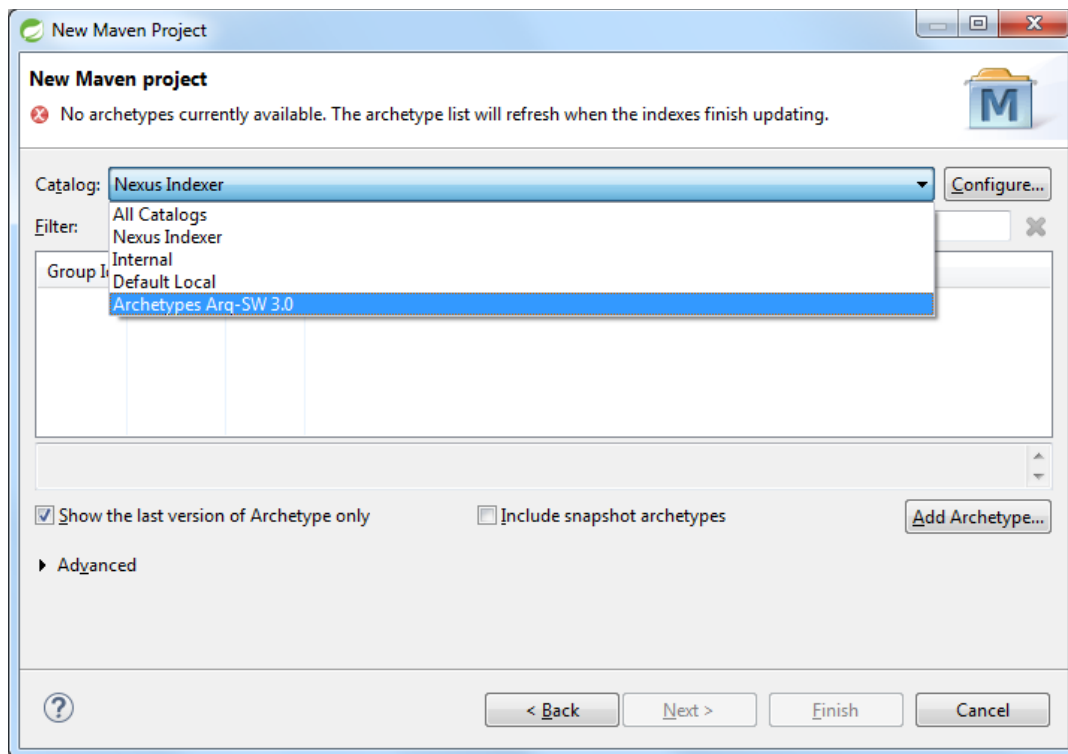 New Maven Project
New Maven project
No archetypes currently available. The archetype list will refresh when the indexes finish updating.
Catalog: Nexus Indexer Configure...
All Catalogs
Filter:
Nexus Indexer
Internal
Group I
Default Local
Archetypes Arq-SW 3.0
Show the last version of Archetype only Include snapshot archetypes Add Archetype...
Advanced
? < Back Next > Finish Cancel